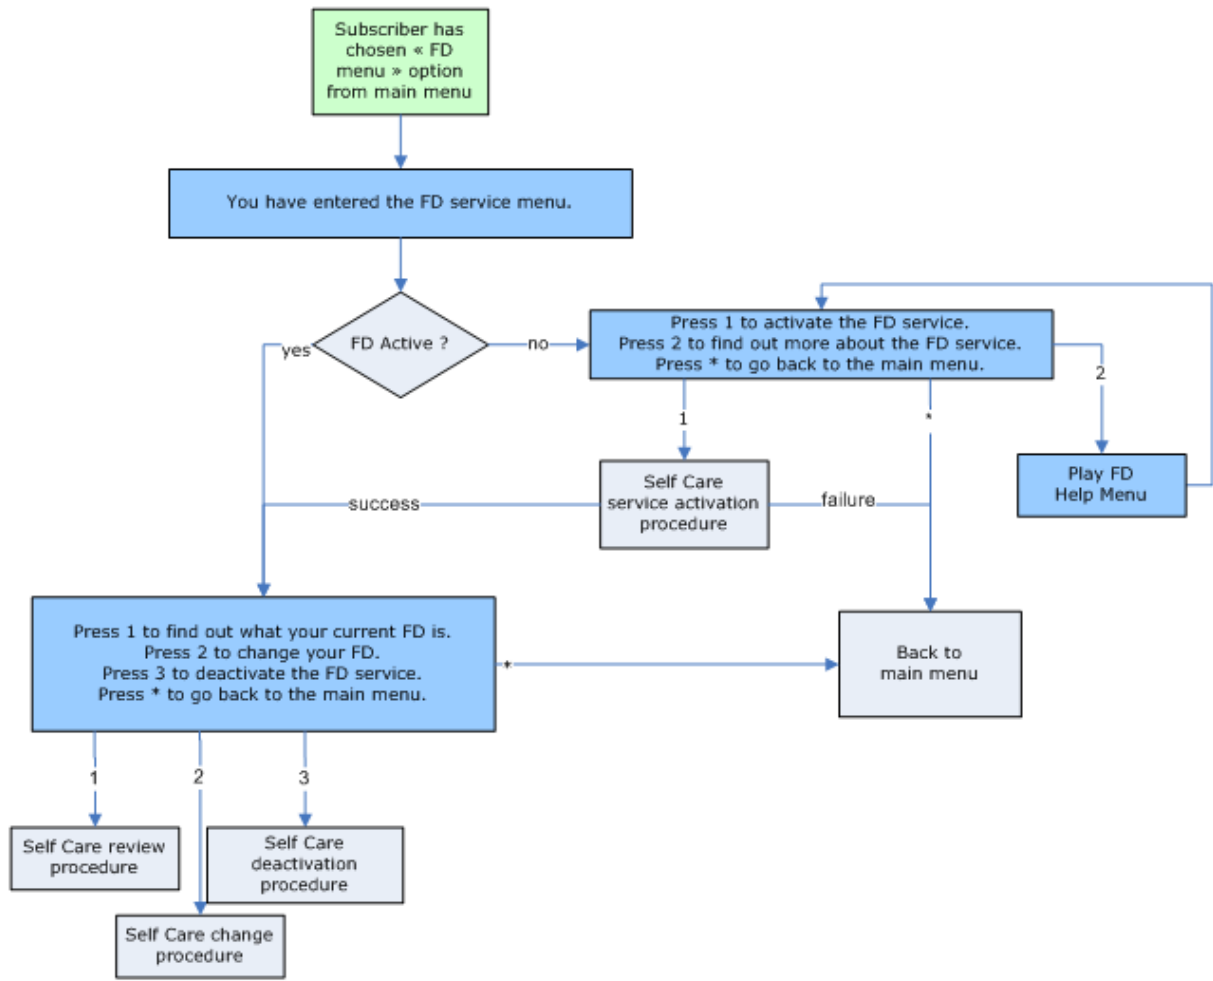 Subscriber has
chosen « FD
menu » option
from main menu
You have entered the FD service menu.
FD Active ?
yes
no
Press 1 to activate the FD service.
Press 2 to find out more about the FD service.
Press * to go back to the main menu.
2
1
*
Play FD
Help Menu
Self Care
service activation
procedure
success
failure
Press 1 to find out what your current FD is.
Press 2 to change your FD.
Press 3 to deactivate the FD service.
Press * to go back to the main menu.
*
Back to
main menu
1
2
3
Self Care review
procedure
Self Care
deactivation
procedure
Self Care change
procedure